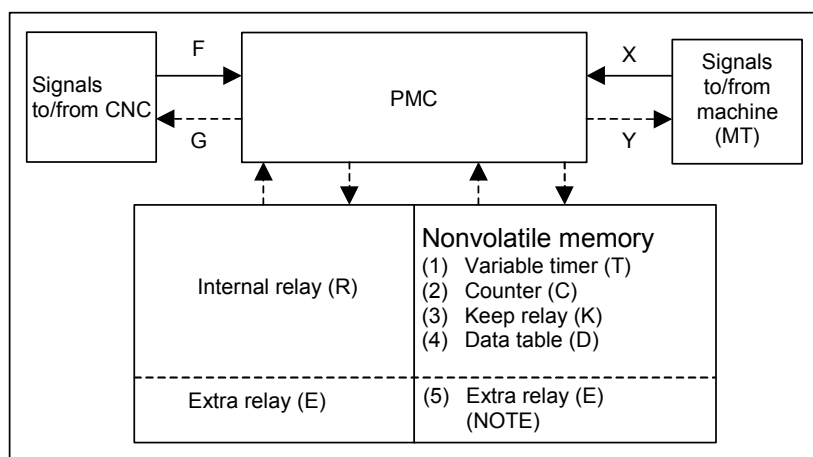 F
X
Signals
to/from CNC
PMC
Signals
to/from
machine
(MT)
G
Y
Internal relay (R)
Nonvolatile memory
(1) Variable timer (T)
(2) Counter (C)
(3) Keep relay (K)
(4) Data table (D)
Extra relay (E)
(5) Extra relay (E)
(NOTE)